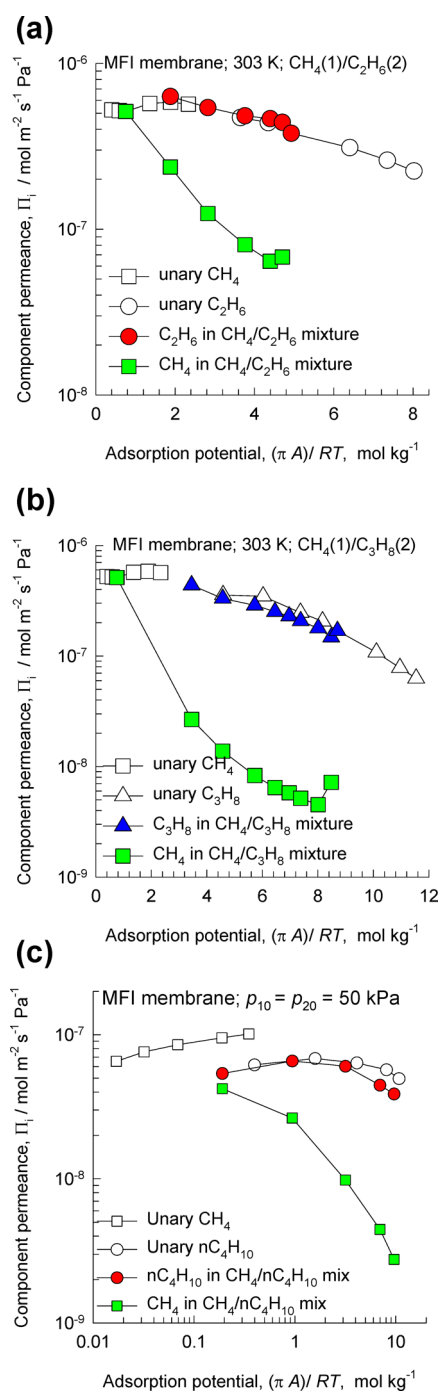 (a)
MFI membrane; 303 K; CH₄(1)/C₂H₆(2)
Component permeance, Πᵢ / mol m⁻² s⁻¹ Pa⁻¹
10⁻⁶
10⁻⁷
10⁻⁸
unary CH₄
unary C₂H₆
C₂H₆ in CH₄/C₂H₆ mixture
CH₄ in CH₄/C₂H₆ mixture
0 2 4 6 8
Adsorption potential, (π A)/ RT, mol kg⁻¹
(b)
MFI membrane; 303 K; CH₄(1)/C₃H₈(2)
Component permeance, Πᵢ / mol m⁻² s⁻¹ Pa⁻¹
10⁻⁶
10⁻⁷
10⁻⁸
10⁻⁹
unary CH₄
unary C₃H₈
C₃H₈ in CH₄/C₃H₈ mixture
CH₄ in CH₄/C₃H₈ mixture
0 2 4 6 8 10 12
Adsorption potential, (π A)/ RT, mol kg⁻¹
(c)
MFI membrane; p₁₀ = p₂₀ = 50 kPa
Component permeance, Πᵢ / mol m⁻² s⁻¹ Pa⁻¹
10⁻⁷
10⁻⁸
10⁻⁹
Unary CH₄
Unary nC₄H₁₀
nC₄H₁₀ in CH₄/nC₄H₁₀ mix
CH₄ in CH₄/nC₄H₁₀ mix
0.01 0.1 1 10
Adsorption potential, (π A)/ RT, mol kg⁻¹